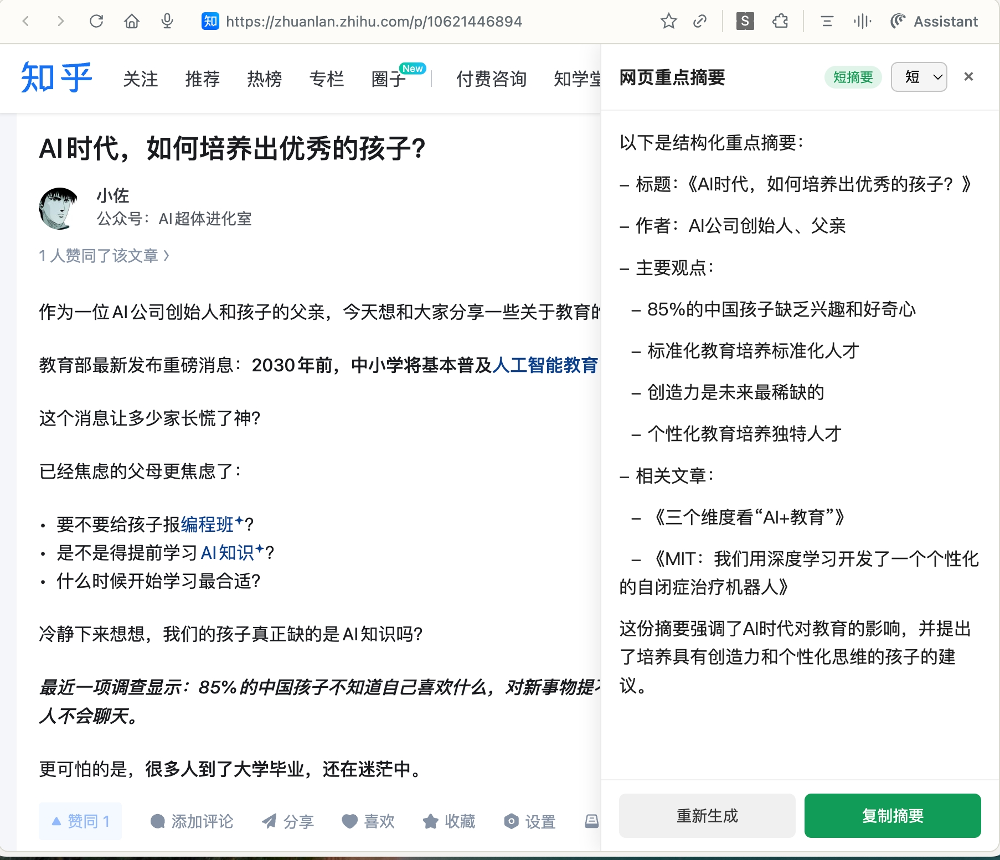 知 https://zhuanlan.zhihu.com/p/10621446894 S Assistant
知乎 关注 推荐 热榜 专栏 圈子 New 付费咨询 知学堂
AI时代，如何培养出优秀的孩子？
小佐
公众号：AI超体进化室
1 人赞同了该文章
作为一位AI公司创始人和孩子的父亲，今天想和大家分享一些关于教育的
教育部最新发布重磅消息：2030年前，中小学将基本普及人工智能教育
这个消息让多少家长慌了神？
已经焦虑的父母更焦虑了：
• 要不要给孩子报编程班？
• 是不是得提前学习AI知识？
• 什么时候开始学习最合适？
冷静下来想想，我们的孩子真正缺的是AI知识吗？
最近一项调查显示：85%的中国孩子不知道自己喜欢什么，对新事物提不
人不会聊天。
更可怕的是，很多人到了大学毕业，还在迷茫中。
赞同 1 添加评论 分享 喜欢 收藏 设置
网页重点摘要 短摘要 短 ×
以下是结构化重点摘要：
– 标题：《AI时代，如何培养出优秀的孩子？》
– 作者：AI公司创始人、父亲
– 主要观点：
– 85%的中国孩子缺乏兴趣和好奇心
– 标准化教育培养标准化人才
– 创造力是未来最稀缺的
– 个性化教育培养独特人才
– 相关文章：
– 《三个维度看“AI+教育”》
– 《MIT：我们用深度学习开发了一个个性化
的自闭症治疗机器人》
这份摘要强调了AI时代对教育的影响，并提出
了培养具有创造力和个性化思维的孩子的建
议。
重新生成 复制摘要